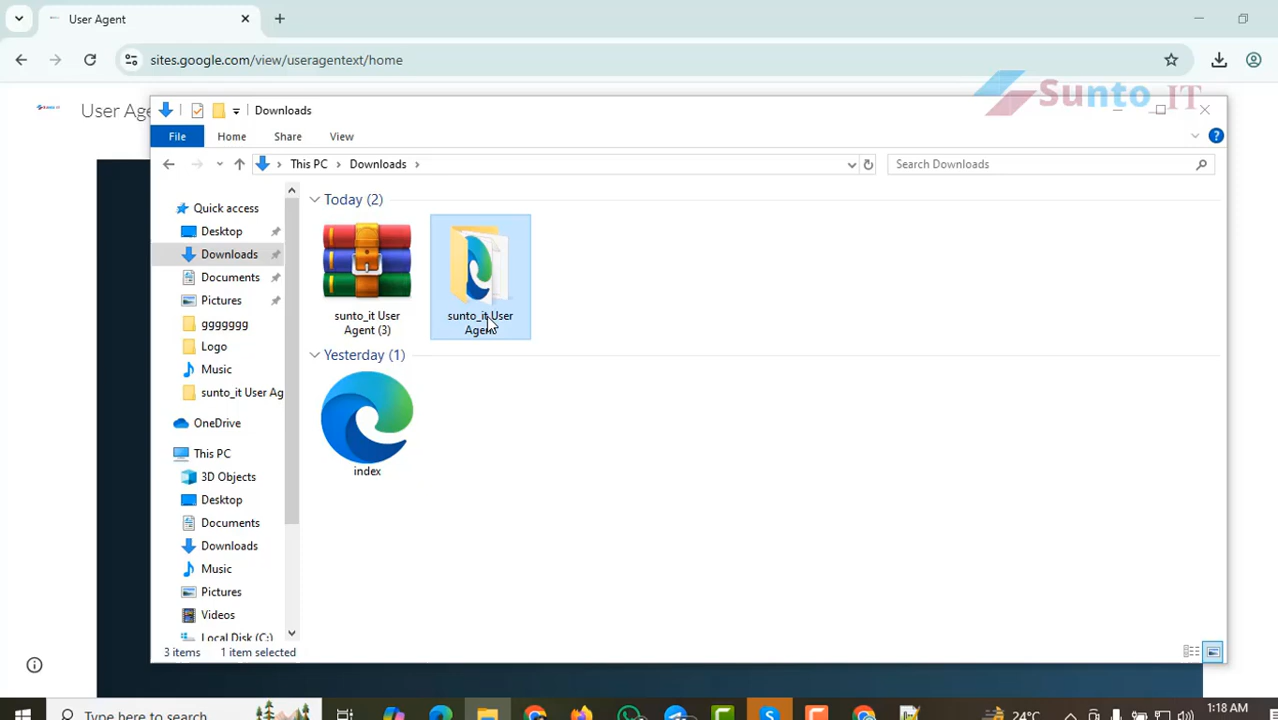 User Agent
sites.google.com/view/useragentext/home
User Age
Sunto IT
Downloads
File Home Share View
This PC Downloads
Search Downloads
Quick access
Desktop
Downloads
Documents
Pictures
ggggggg
Logo
Music
sunto_it User Ag
OneDrive
This PC
3D Objects
Desktop
Documents
Downloads
Music
Pictures
Videos
Local Disk (C:)
Today (2)
sunto_it User
Agent (3)
sunto_it User
Agent
Yesterday (1)
index
3 items 1 item selected
Type here to search
24°C
1:18 AM